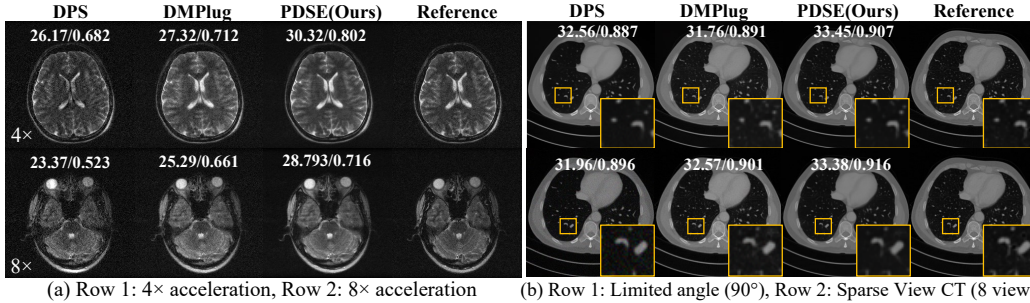 DPS DMPlug PDSE(Ours) Reference
26.17/0.682 27.32/0.712 30.32/0.802
4×
23.37/0.523 25.29/0.661 28.793/0.716
8×
(a) Row 1: 4× acceleration, Row 2: 8× acceleration
DPS DMPlug PDSE(Ours) Reference
32.56/0.887 31.76/0.891 33.45/0.907
31.96/0.896 32.57/0.901 33.38/0.916
(b) Row 1: Limited angle (90°), Row 2: Sparse View CT (8 view